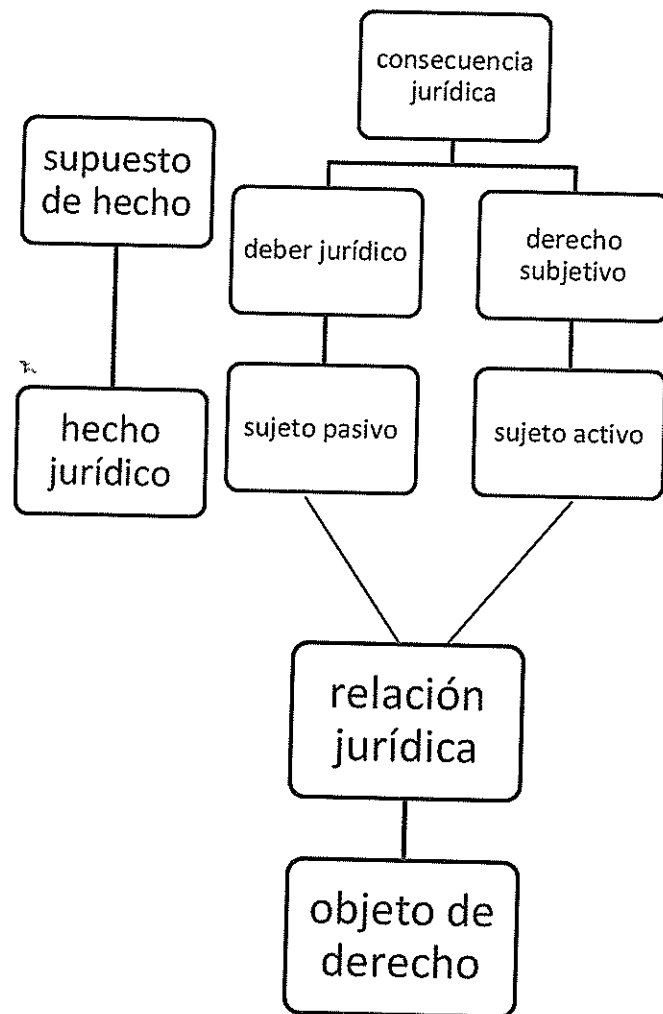 consecuencia
jurídica
supuesto
de hecho
deber jurídico
derecho
subjetivo
hecho
jurídico
sujeto pasivo
sujeto activo
relación
jurídica
objeto de
derecho